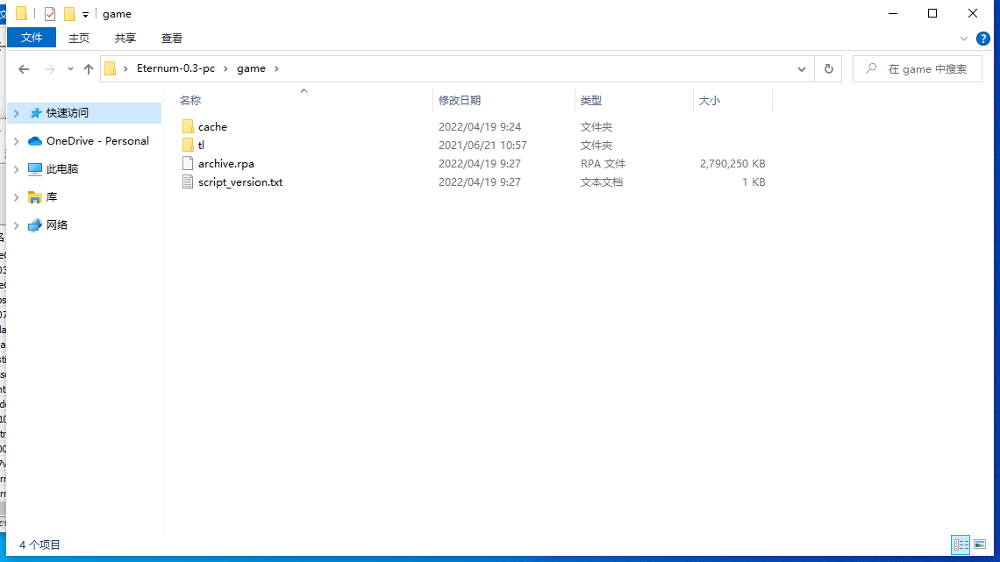 game
文件 主页 共享 查看
Eternum-0.3-pc game
在 game 中搜索
名称 修改日期 类型 大小
快速访问
OneDrive - Personal
此电脑
库
网络
cache 2022/04/19 9:24 文件夹
tl 2021/06/21 10:57 文件夹
archive.rpa 2022/04/19 9:27 RPA 文件 2,790,250 KB
script_version.txt 2022/04/19 9:27 文本文档 1 KB
4 个项目